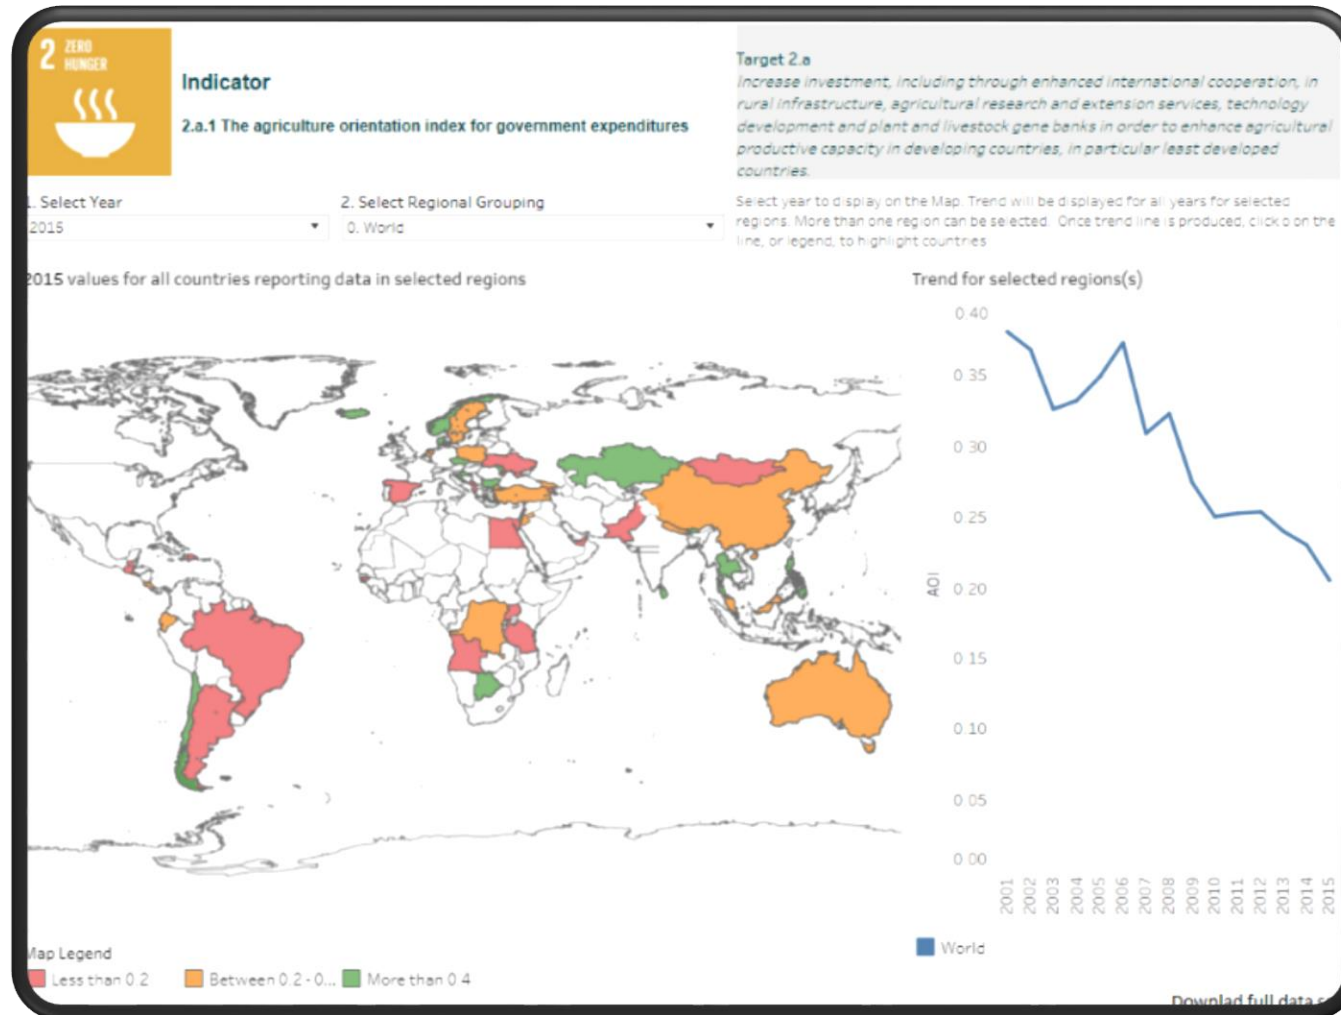 2 ZERO
HUNGER
Indicator
2.a.1 The agriculture orientation index for government expenditures
Target 2.a
Increase investment, including through enhanced international cooperation, in
rural infrastructure, agricultural research and extension services, technology
development and plant and livestock gene banks in order to enhance agricultural
productive capacity in developing countries, in particular least developed
countries.
1. Select Year
2015
2. Select Regional Grouping
0. World
Select year to display on the Map. Trend will be displayed for all years for selected
regions. More than one region can be selected. Once trend line is produced, click o on the
line, or legend, to highlight countries
2015 values for all countries reporting data in selected regions
Trend for selected regions(s)
0.40
0.35
0.30
0.25
AOI
0.20
0.15
0.10
0.05
0.00
2001
2002
2003
2004
2005
2006
2007
2008
2009
2010
2011
2012
2013
2014
2015
World
Map Legend
Less than 0.2
Between 0.2 - 0...
More than 0.4
Downlad full data